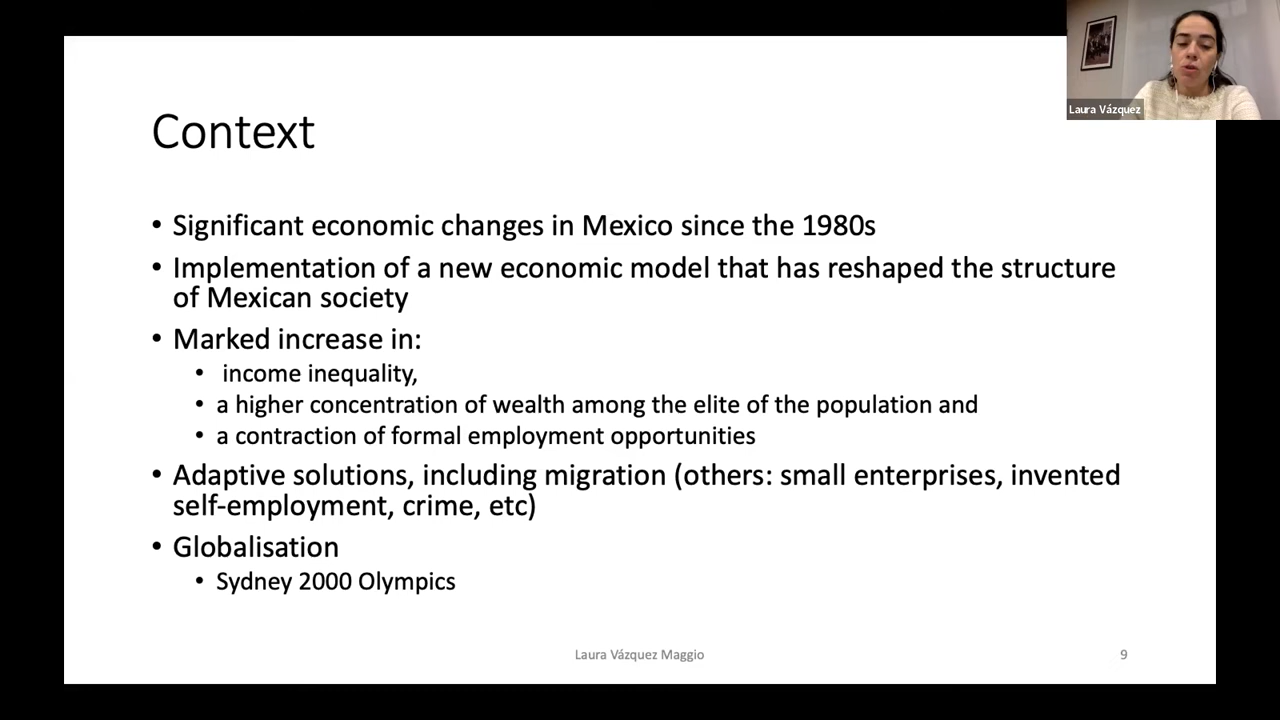 Laura Vázquez
Context
• Significant economic changes in Mexico since the 1980s
• Implementation of a new economic model that has reshaped the structure
of Mexican society
• Marked increase in:
• income inequality,
• a higher concentration of wealth among the elite of the population and
• a contraction of formal employment opportunities
• Adaptive solutions, including migration (others: small enterprises, invented
self-employment, crime, etc)
• Globalisation
• Sydney 2000 Olympics
Laura Vázquez Maggio
9